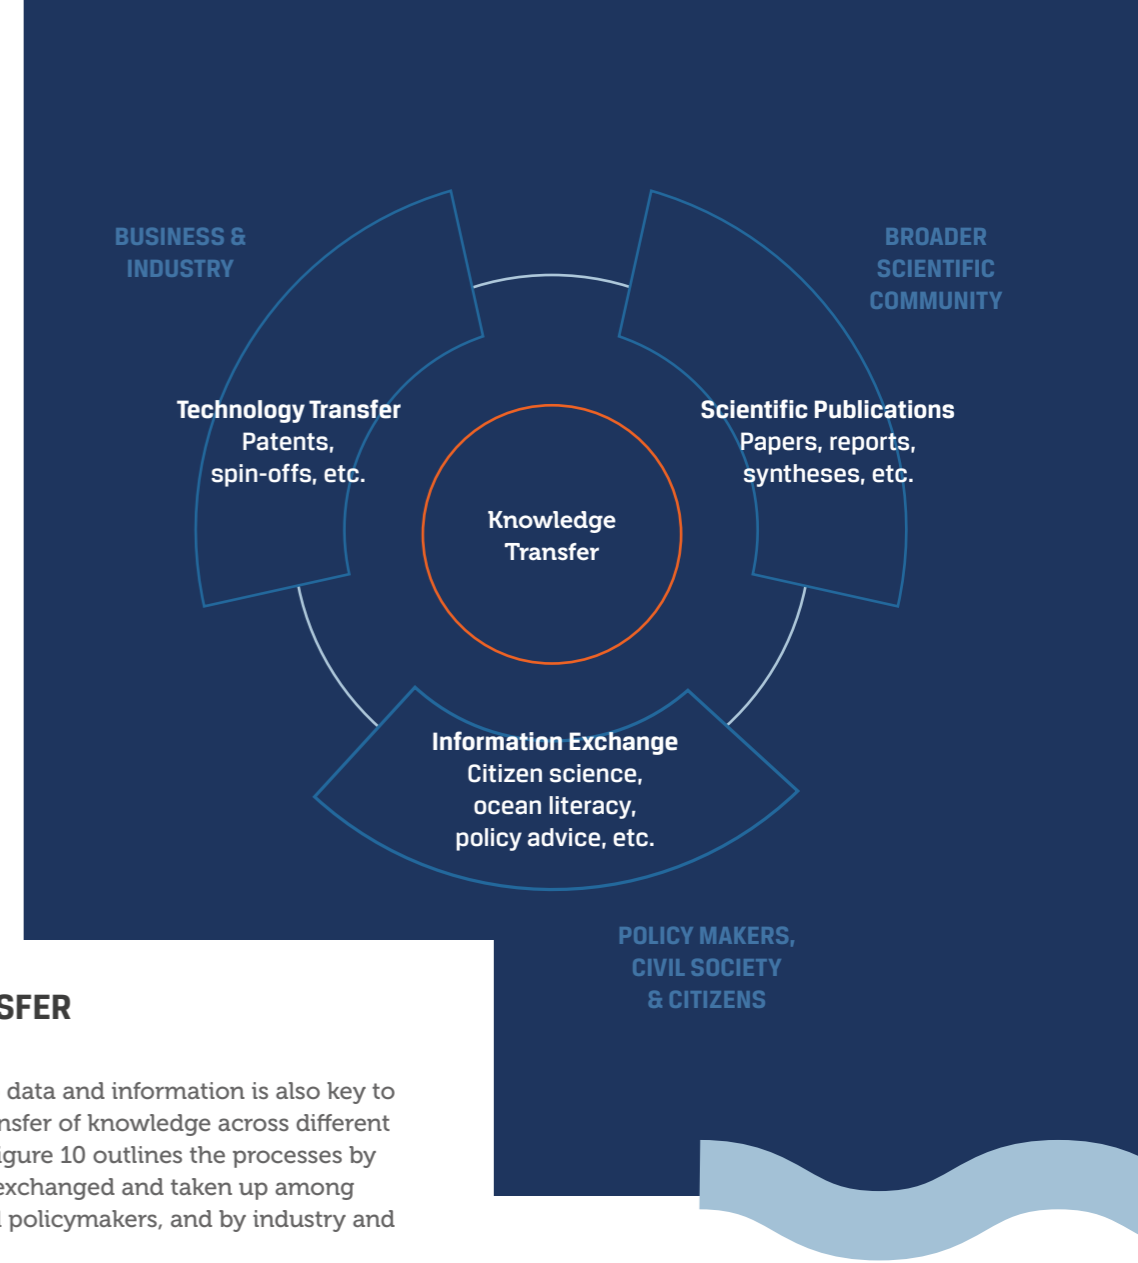 BUSINESS &
INDUSTRY
BROADER
SCIENTIFIC
COMMUNITY
Technology Transfer
Patents,
spin-offs, etc.
Scientific Publications
Papers, reports,
syntheses, etc.
Knowledge
Transfer
Information Exchange
Citizen science,
ocean literacy,
policy advice, etc.
POLICY MAKERS,
CIVIL SOCIETY
& CITIZENS
SFER
data and information is also key to
nsfer of knowledge across different
igure 10 outlines the processes by
exchanged and taken up among
policymakers, and by industry and